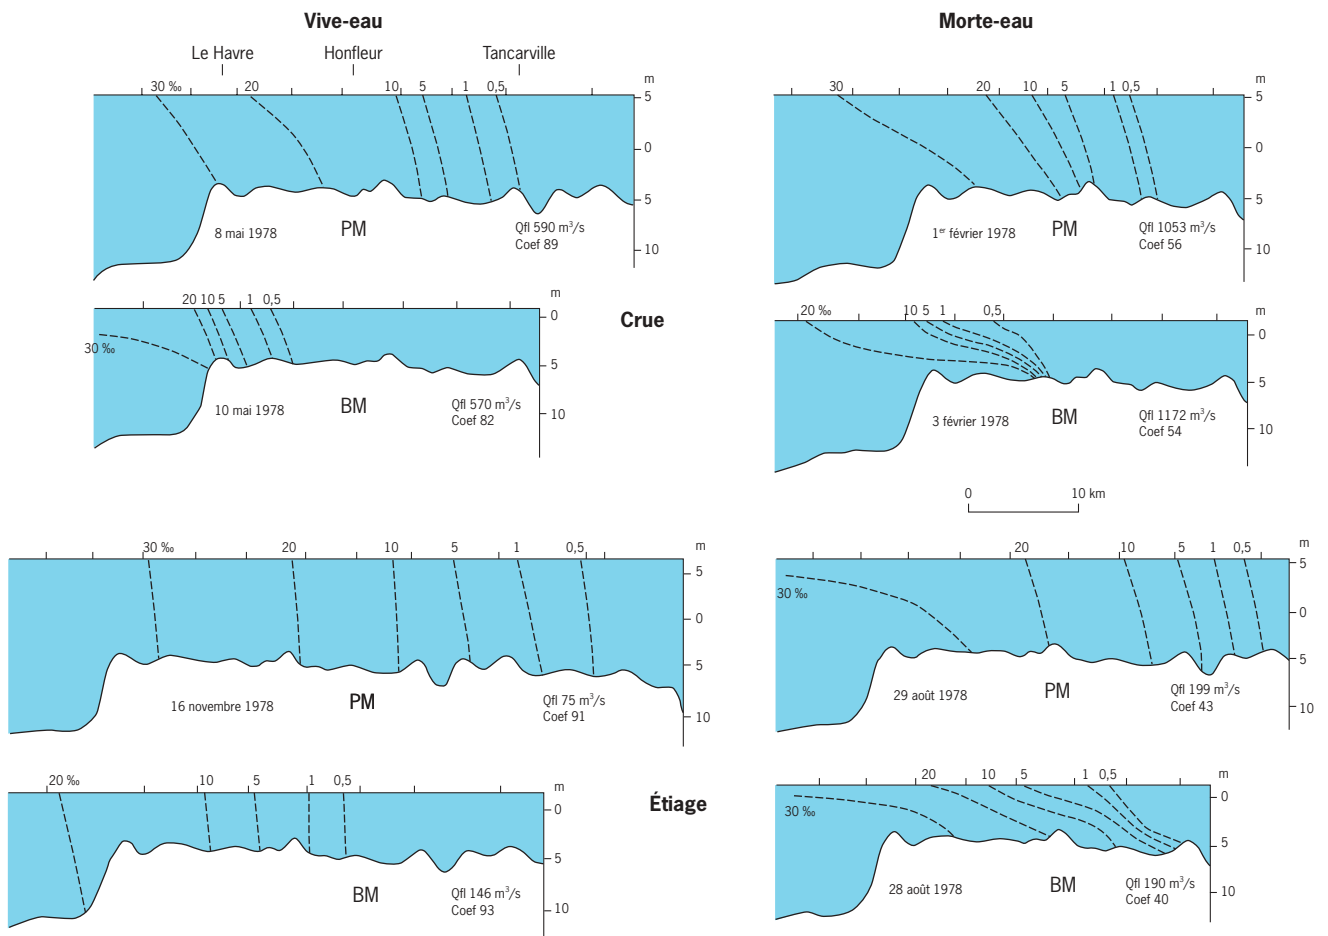 Vive-eau
Morte-eau
Le Havre Honfleur Tancarville
30 ‰ 20 10 5 1 0,5 m
5
0
5
10
8 mai 1978 PM Qfl 590 m³/s
Coef 89
30 20 10 5 1 0,5 m
5
0
5
10
1er février 1978 PM Qfl 1053 m³/s
Coef 56
20 10 5 1 0,5 m
30 ‰
0
5
10
10 mai 1978 BM Qfl 570 m³/s
Coef 82
Crue
20 ‰ 10 5 1 0,5 m
0
5
10
3 février 1978 BM Qfl 1172 m³/s
Coef 54
0 10 km
30 ‰ 20 10 5 1 0,5 m
5
0
5
10
16 novembre 1978 PM Qfl 75 m³/s
Coef 91
20 10 5 1 0,5 m
30 ‰
5
0
5
10
29 août 1978 PM Qfl 199 m³/s
Coef 43
20 ‰ 10 5 1 0,5 m
0
5
10
BM Qfl 146 m³/s
Coef 93
Étiage
20 10 5 1 0,5 m
30 ‰
0
5
10
28 août 1978 BM Qfl 190 m³/s
Coef 40